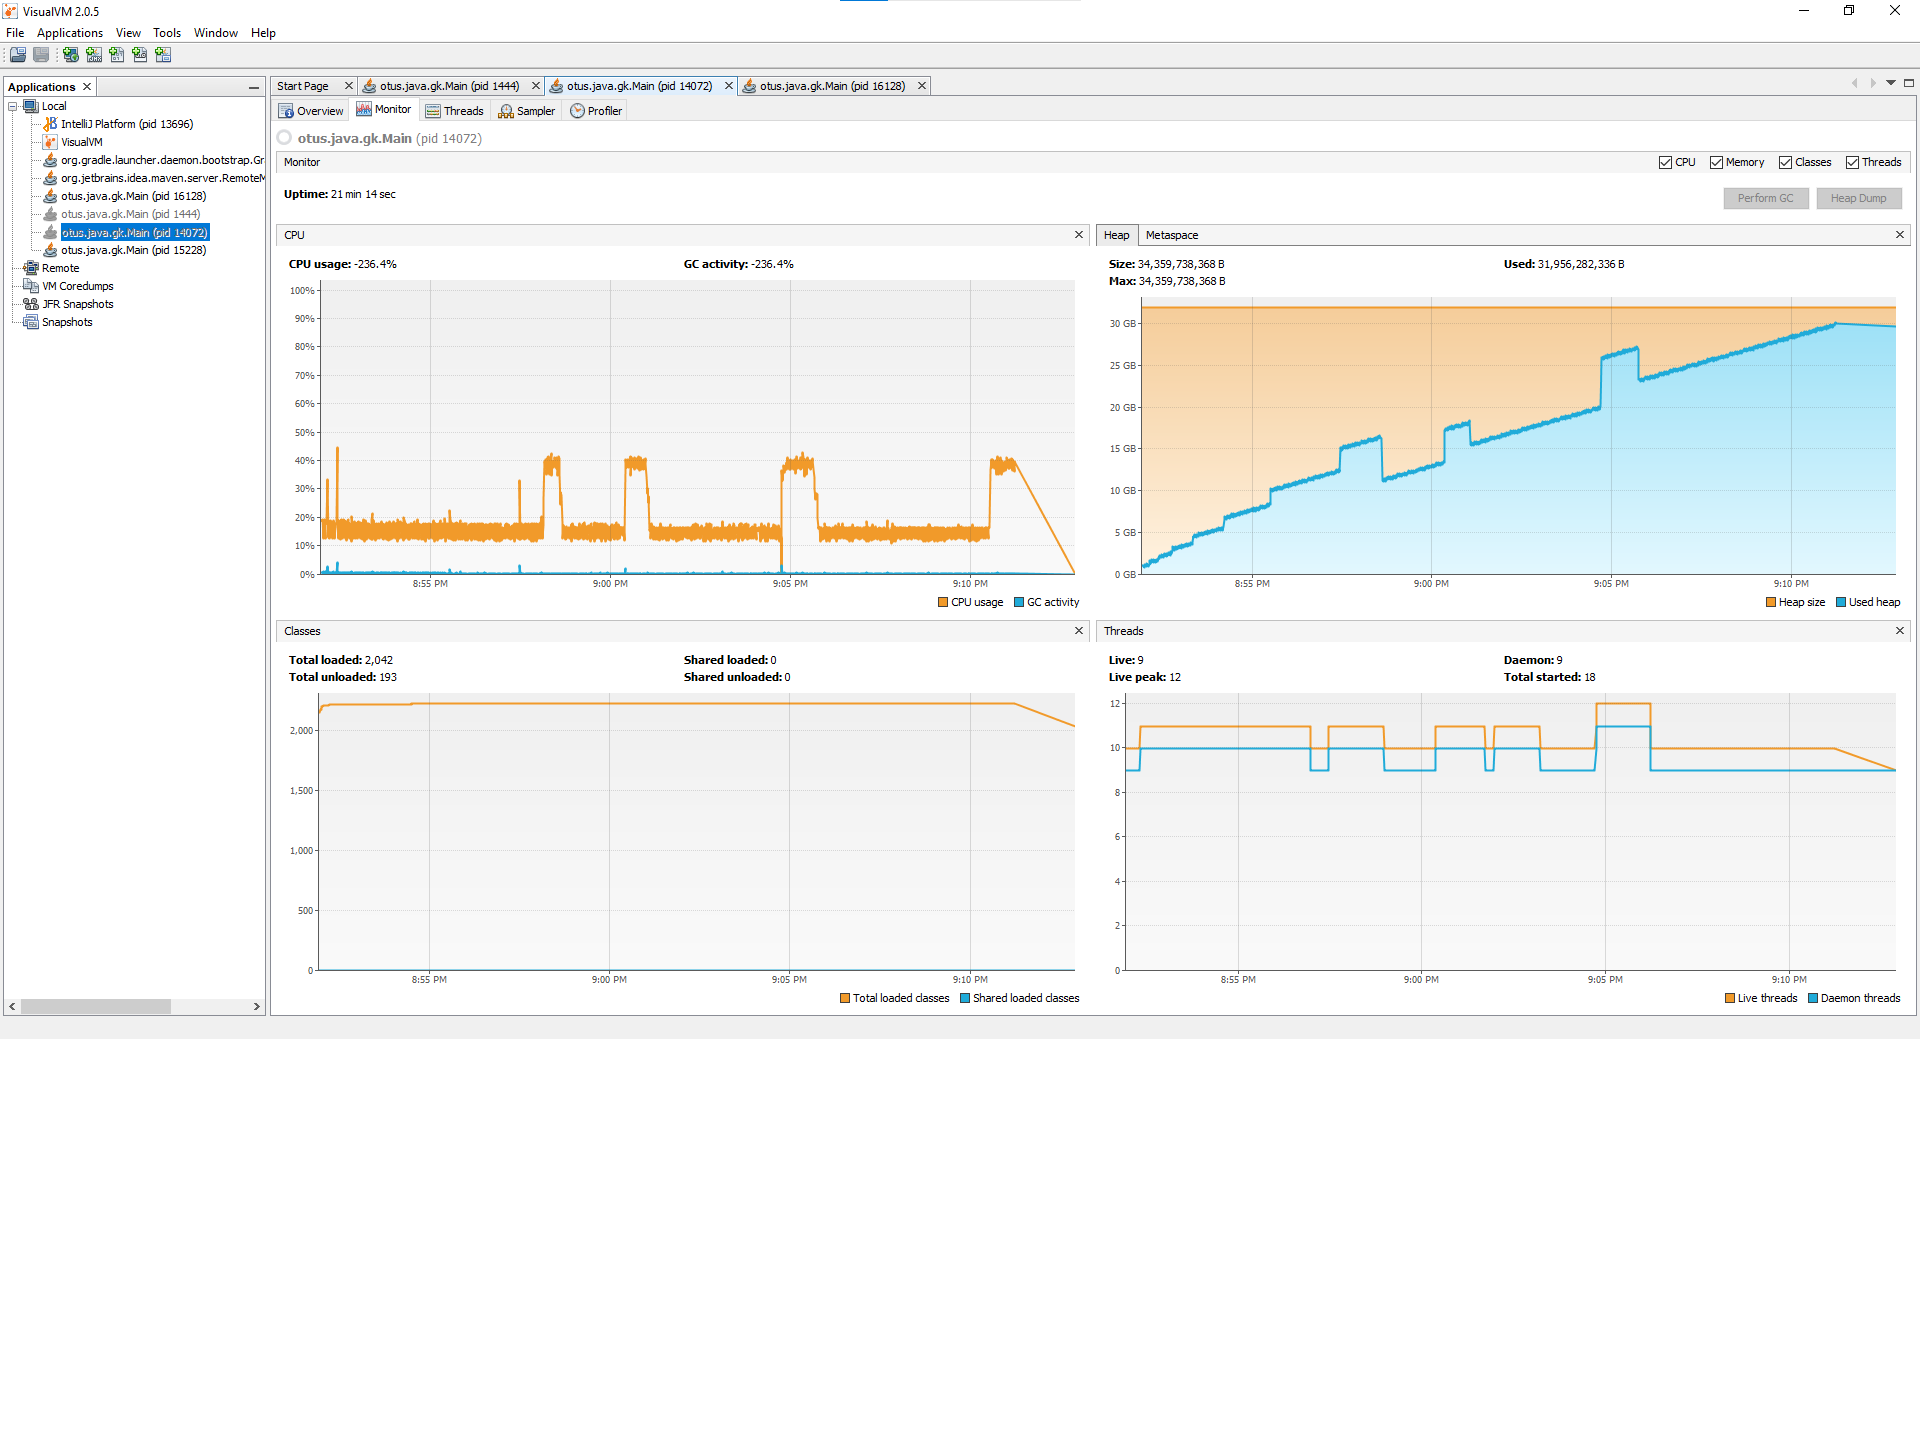 VisualVM 2.0.5
File Applications View Tools Window Help
Applications
Local
IntelliJ Platform (pid 13696)
VisualVM
org.gradle.launcher.daemon.bootstrap.Gr
org.jetbrains.idea.maven.server.RemoteM
otus.java.gk.Main (pid 16128)
otus.java.gk.Main (pid 1444)
otus.java.gk.Main (pid 14072)
otus.java.gk.Main (pid 15228)
Remote
VM Coredumps
JFR Snapshots
Snapshots
Start Page otus.java.gk.Main (pid 1444) otus.java.gk.Main (pid 14072) otus.java.gk.Main (pid 16128)
Overview Monitor Threads Sampler Profiler
otus.java.gk.Main (pid 14072)
Monitor CPU Memory Classes Threads
Uptime: 21 min 14 sec
Perform GC Heap Dump
CPU
CPU usage: -236.4% GC activity: -236.4%
100%
90%
80%
70%
60%
50%
40%
30%
20%
10%
0%
8:55 PM 9:00 PM 9:05 PM 9:10 PM
CPU usage GC activity
Heap Metaspace
Size: 34,359,738,368 B Used: 31,956,282,336 B
Max: 34,359,738,368 B
30 GB
25 GB
20 GB
15 GB
10 GB
5 GB
0 GB
8:55 PM 9:00 PM 9:05 PM 9:10 PM
Heap size Used heap
Classes
Total loaded: 2,042 Shared loaded: 0
Total unloaded: 193 Shared unloaded: 0
2,000
1,500
1,000
500
0
8:55 PM 9:00 PM 9:05 PM 9:10 PM
Total loaded classes Shared loaded classes
Threads
Live: 9 Daemon: 9
Live peak: 12 Total started: 18
12
10
8
6
4
2
0
8:55 PM 9:00 PM 9:05 PM 9:10 PM
Live threads Daemon threads